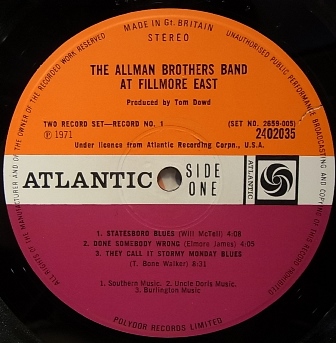 MADE IN Gt. BRITAIN
STEREO
THE ALLMAN BROTHERS BAND
AT FILLMORE EAST
Produced by Tom Dowd
TWO RECORD SET—RECORD NO. 1
(SET NO. 2659-005)
℗ 1971
2402035
Under licence from Atlantic Recording Corpn., U.S.A.
ATLANTIC
SIDE
ONE
ATLANTIC
1. STATESBORO BLUES (Will McTell) 4:08
2. DONE SOMEBODY WRONG (Elmore James) 4:05
3. THEY CALL IT STORMY MONDAY BLUES
(T. Bone Walker) 8:31
1. Southern Music. 2. Uncle Doris Music.
3. Burlington Music
POLYDOR RECORDS LIMITED
ALL RIGHTS OF THE MANUFACTURER AND OF THE OWNER OF THE RECORDED WORK RESERVED
UNAUTHORISED PUBLIC PERFORMANCE BROADCASTING AND COPYING OF THIS RECORD PROHIBITED